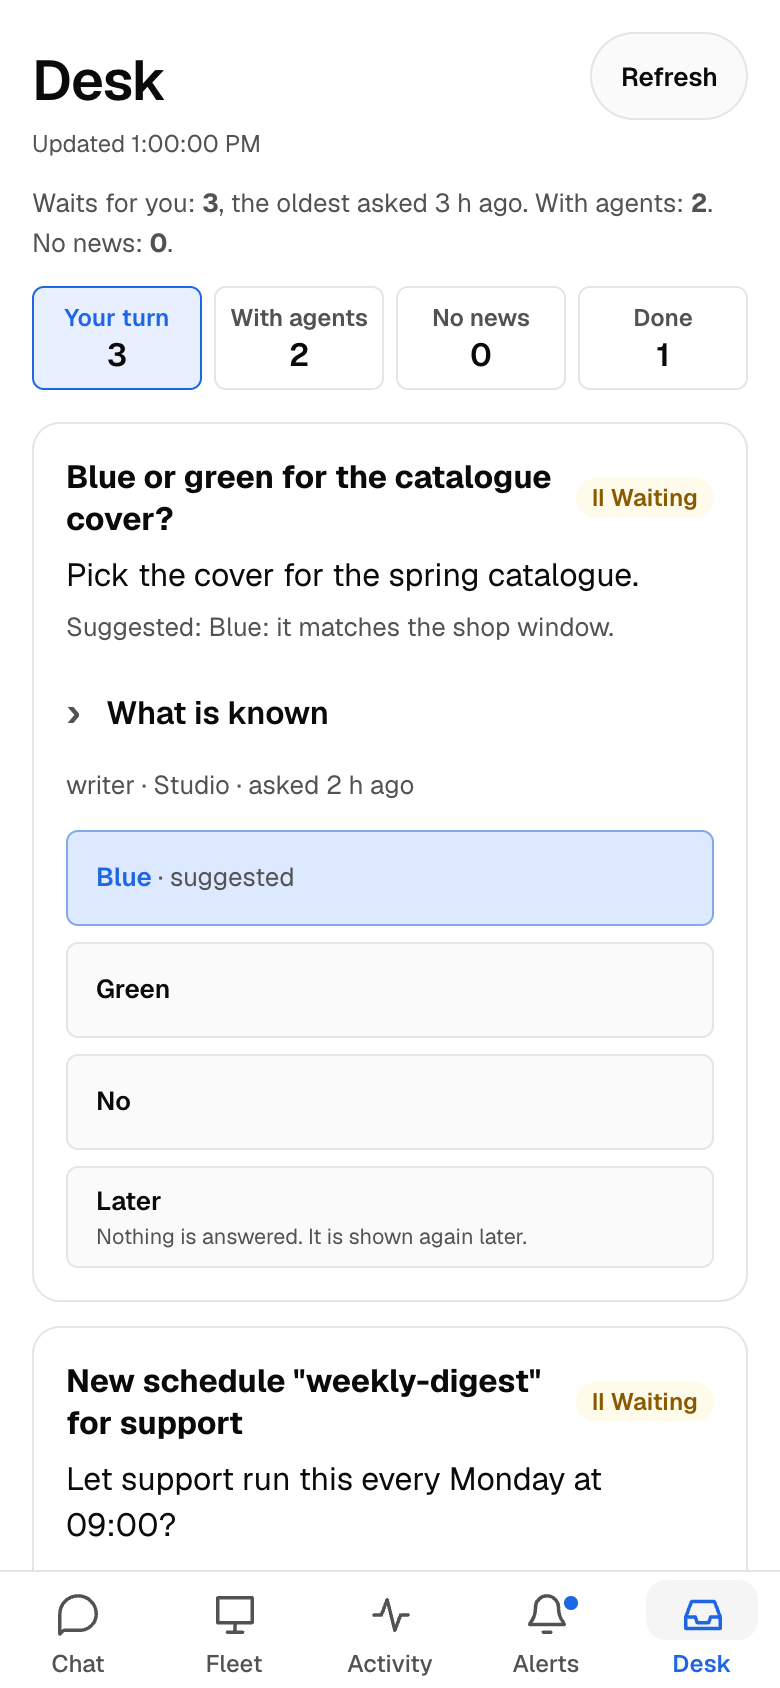 Desk
Refresh
Updated 1:00:00 PM
Waits for you: 3, the oldest asked 3 h ago. With agents: 2.
No news: 0.
Your turn
3
With agents
2
No news
0
Done
1
Blue or green for the catalogue
cover?
Waiting
Pick the cover for the spring catalogue.
Suggested: Blue: it matches the shop window.
What is known
writer · Studio · asked 2 h ago
Blue · suggested
Green
No
Later
Nothing is answered. It is shown again later.
New schedule "weekly-digest"
for support
Waiting
Let support run this every Monday at
09:00?
Chat
Fleet
Activity
Alerts
Desk